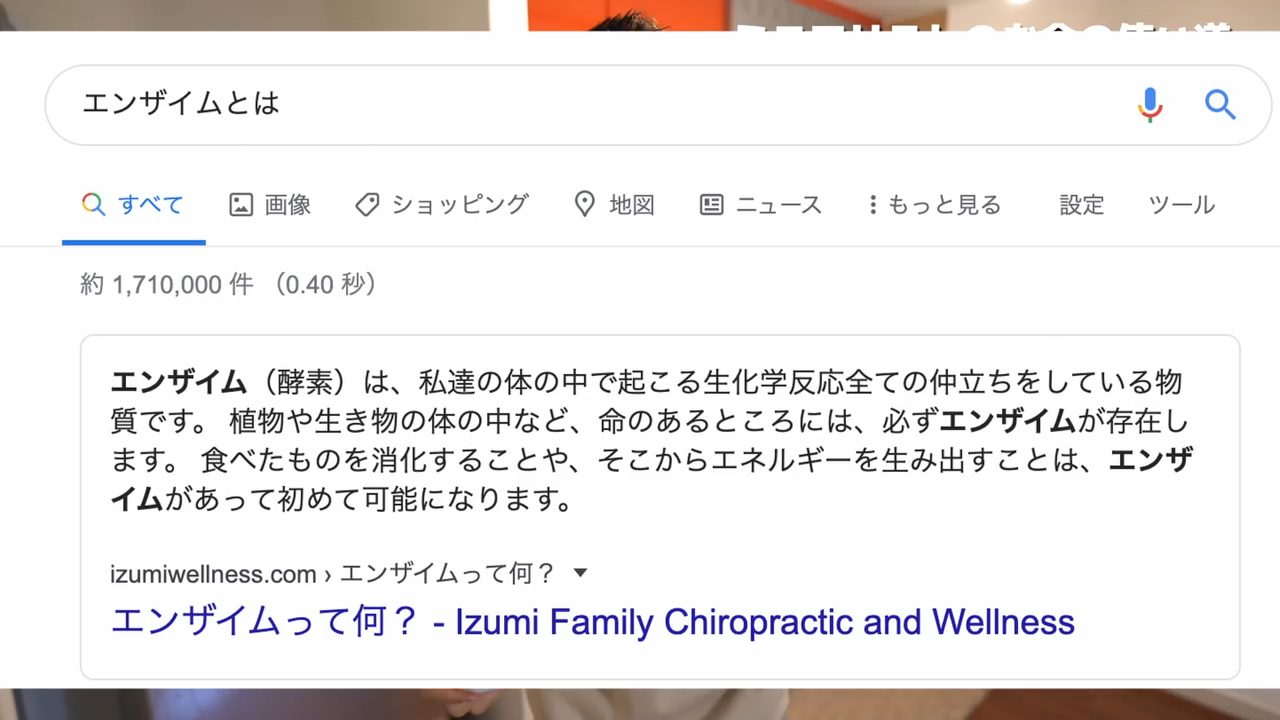 エンザイムとは
すべて 画像 ショッピング 地図 ニュース もっと見る 設定 ツール
約 1,710,000 件 （0.40 秒）
エンザイム（酵素）は、私達の体の中で起こる生化学反応全ての仲立ちをしている物
質です。 植物や生き物の体の中など、命のあるところには、必ずエンザイムが存在し
ます。 食べたものを消化することや、そこからエネルギーを生み出すことは、エンザ
イムがあって初めて可能になります。
izumiwellness.com › エンザイムって何？
エンザイムって何？ - Izumi Family Chiropractic and Wellness